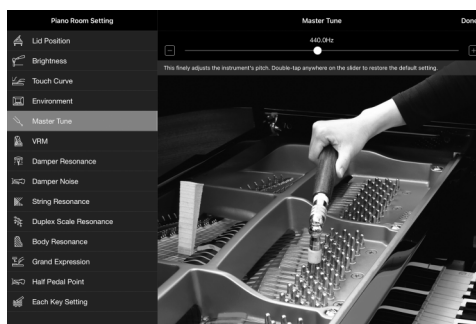 Piano Room Setting
Master Tune
Done
Lid Position
Brightness
Touch Curve
Environment
Master Tune
VRM
Damper Resonance
Damper Noise
String Resonance
Duplex Scale Resonance
Body Resonance
Grand Expression
Half Pedal Point
Each Key Setting
440.0Hz
This finely adjusts the instrument's pitch. Double-tap anywhere on the slider to restore the default setting.